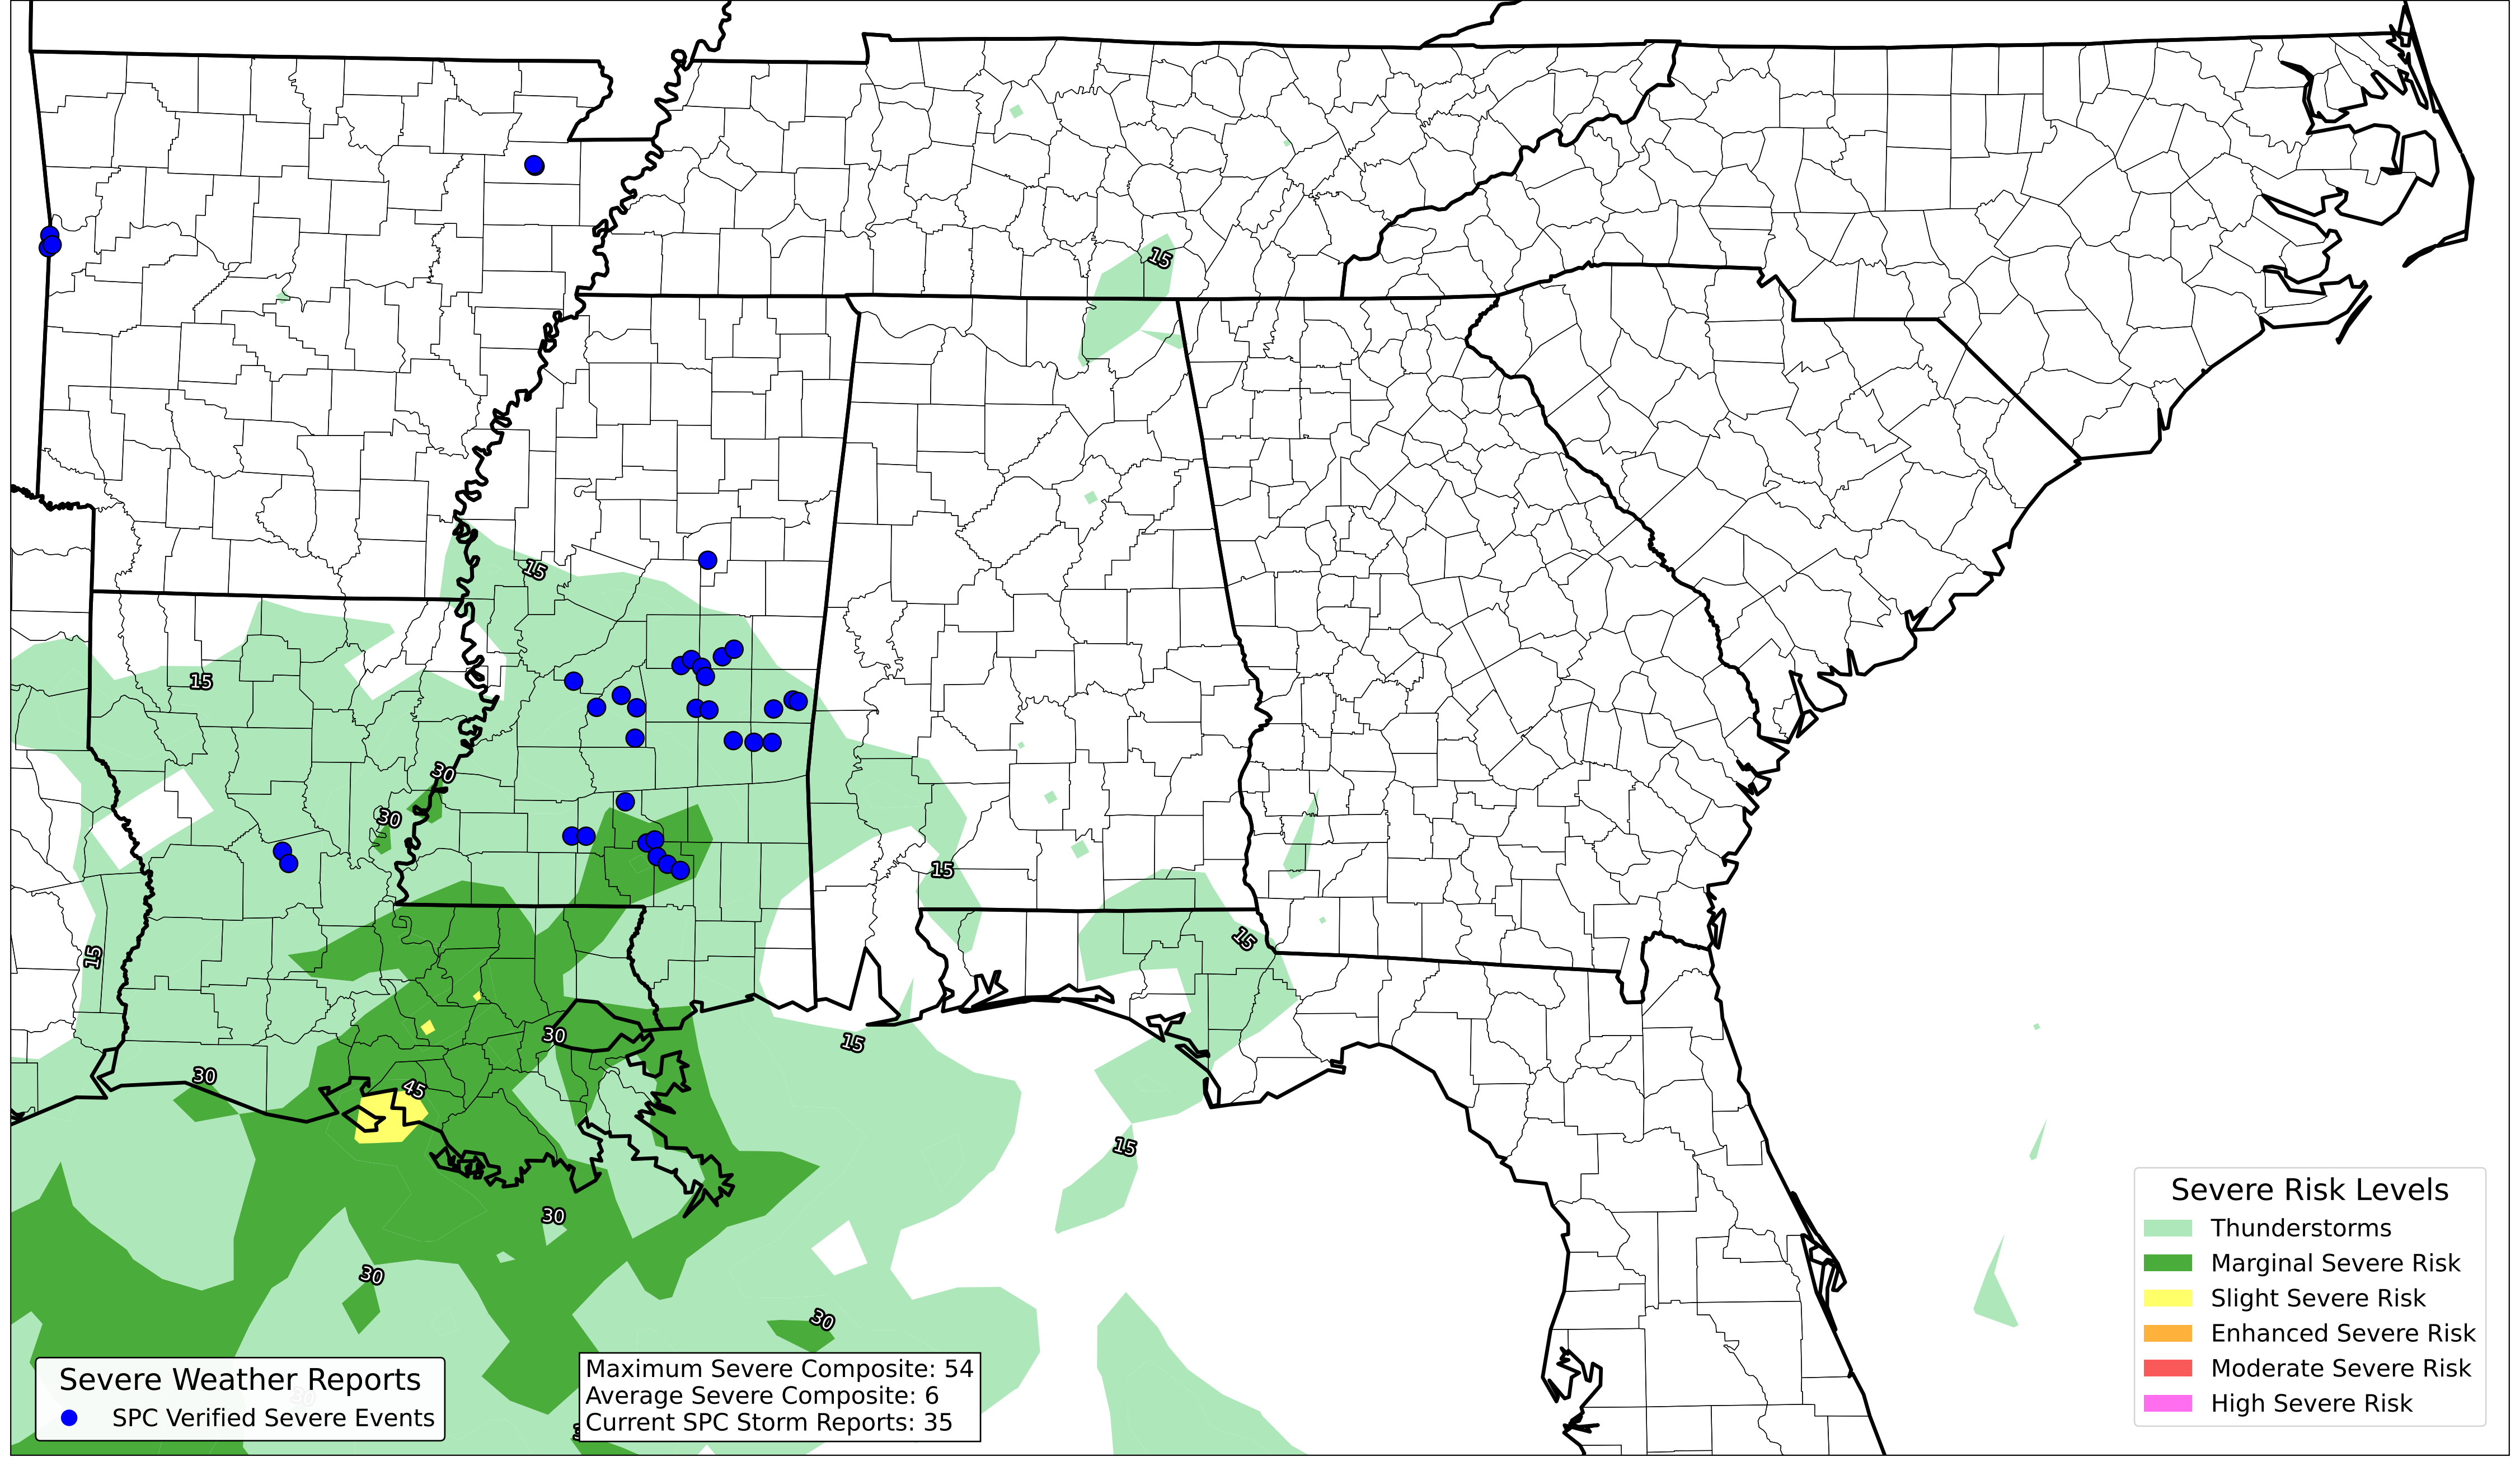 15
15
15
30
30
15
15
15
15
30
15
30
45
15
30
30
30
Severe Weather Reports
SPC Verified Severe Events
Maximum Severe Composite: 54
Average Severe Composite: 6
Current SPC Storm Reports: 35
Severe Risk Levels
Thunderstorms
Marginal Severe Risk
Slight Severe Risk
Enhanced Severe Risk
Moderate Severe Risk
High Severe Risk